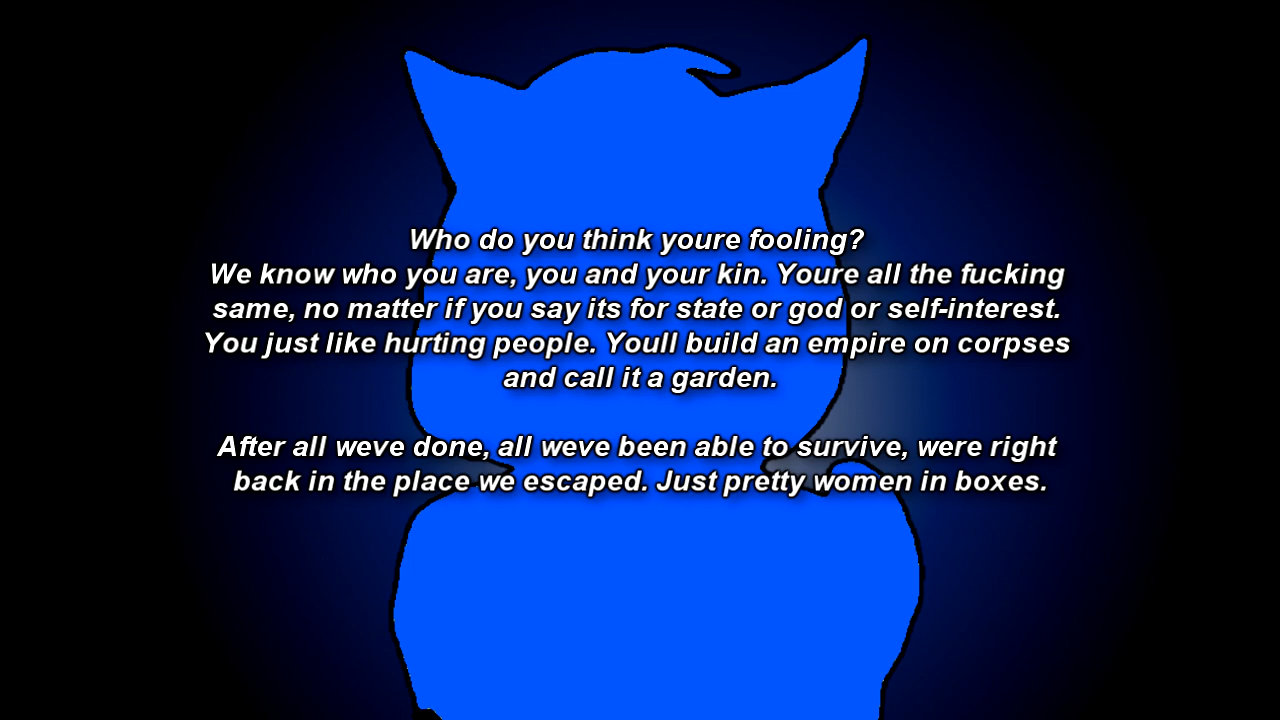 Who do you think youre fooling?
We know who you are, you and your kin. Youre all the fucking
same, no matter if you say its for state or god or self-interest.
You just like hurting people. Youll build an empire on corpses
and call it a garden.
After all weve done, all weve been able to survive, were right
back in the place we escaped. Just pretty women in boxes.